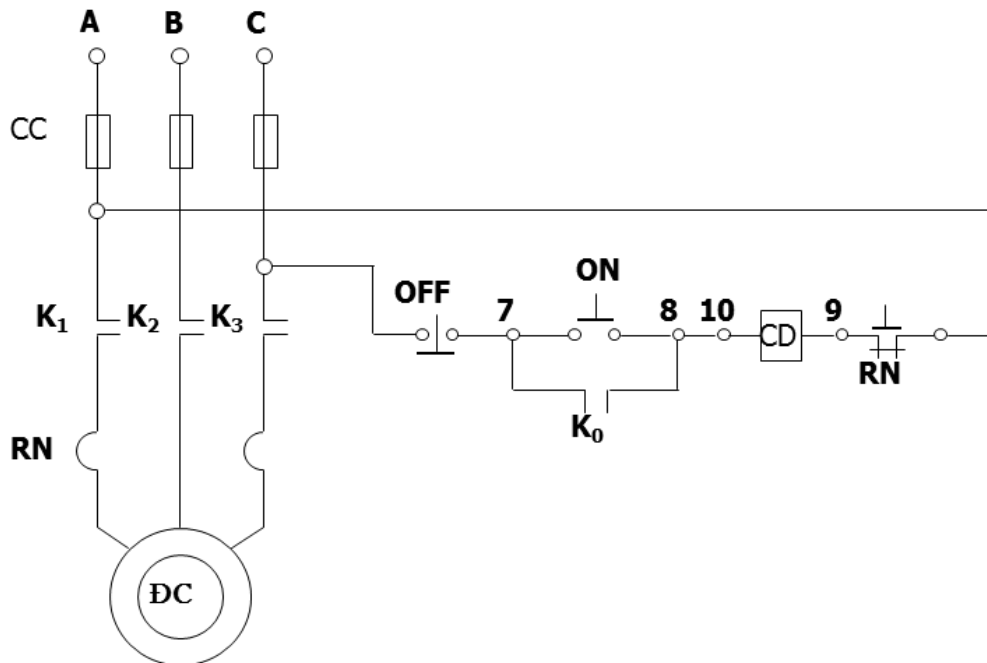 A B C
CC
ON
OFF 7 8 10 CD 9
K₁ K₂ K₃
RN
K₀
RN
ĐC